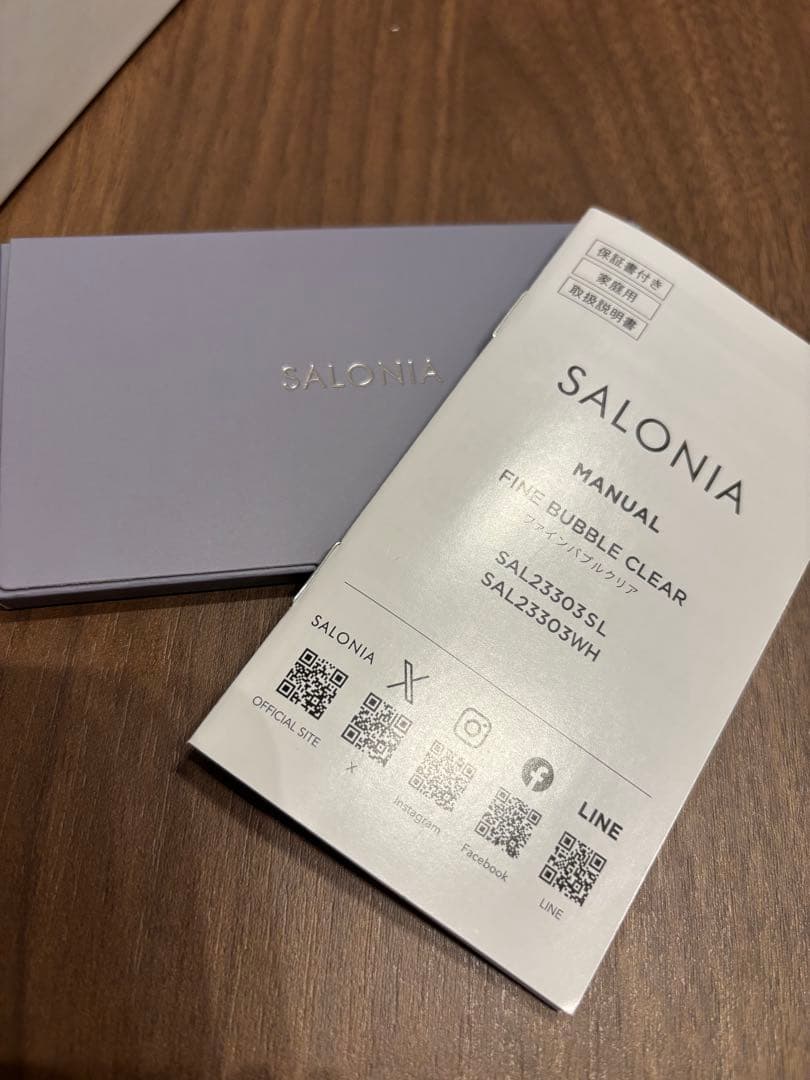 SALONIA
保証書付き
家庭用
取扱説明書
SALONIA
MANUAL
FINE BUBBLE CLEAR
ファインバブルクリア
SAL23303SL
SAL23303WH
SALONIA
OFFICIAL SITE
X
Instagram
Facebook
LINE
LINE